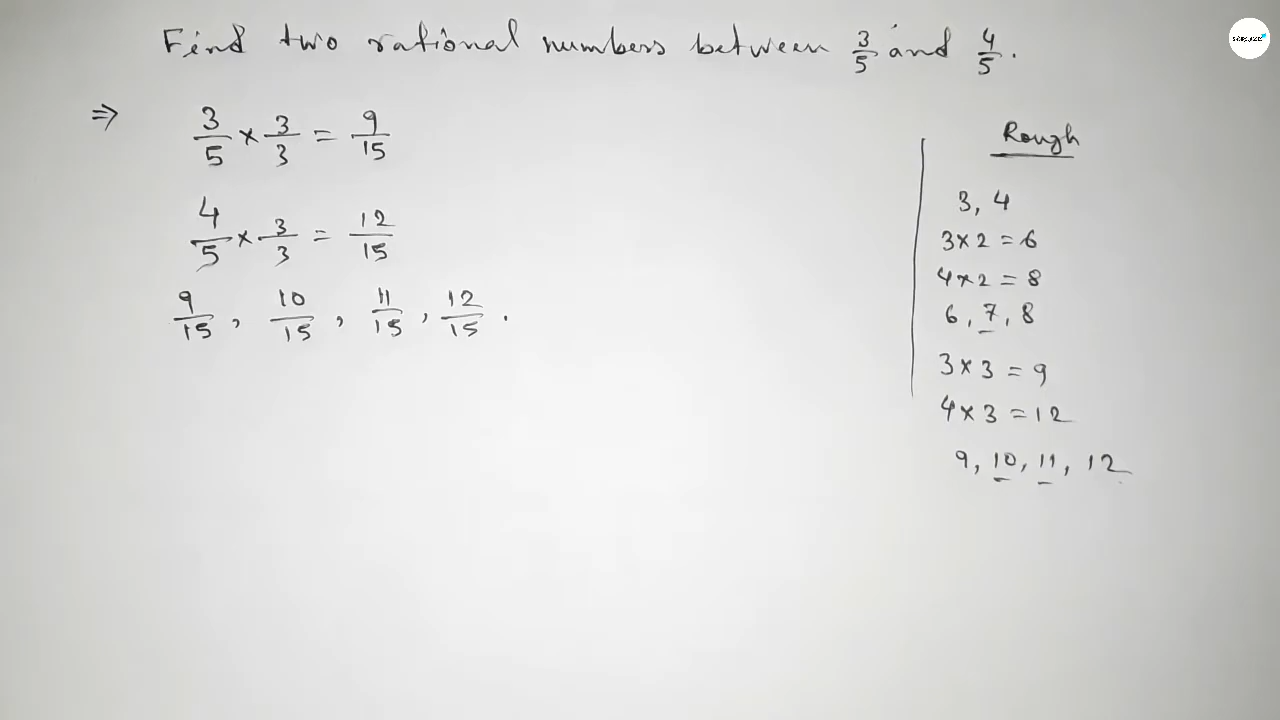 Find two rational numbers between 3/5 and 4/5.
⇒ 3/5 × 3/3 = 9/15
4/5 × 3/3 = 12/15
9/15, 10/15, 11/15, 12/15.
Rough
3, 4
3×2 = 6
4×2 = 8
6, 7, 8
3×3 = 9
4×3 = 12
9, 10, 11, 12
SUBSCRIBE